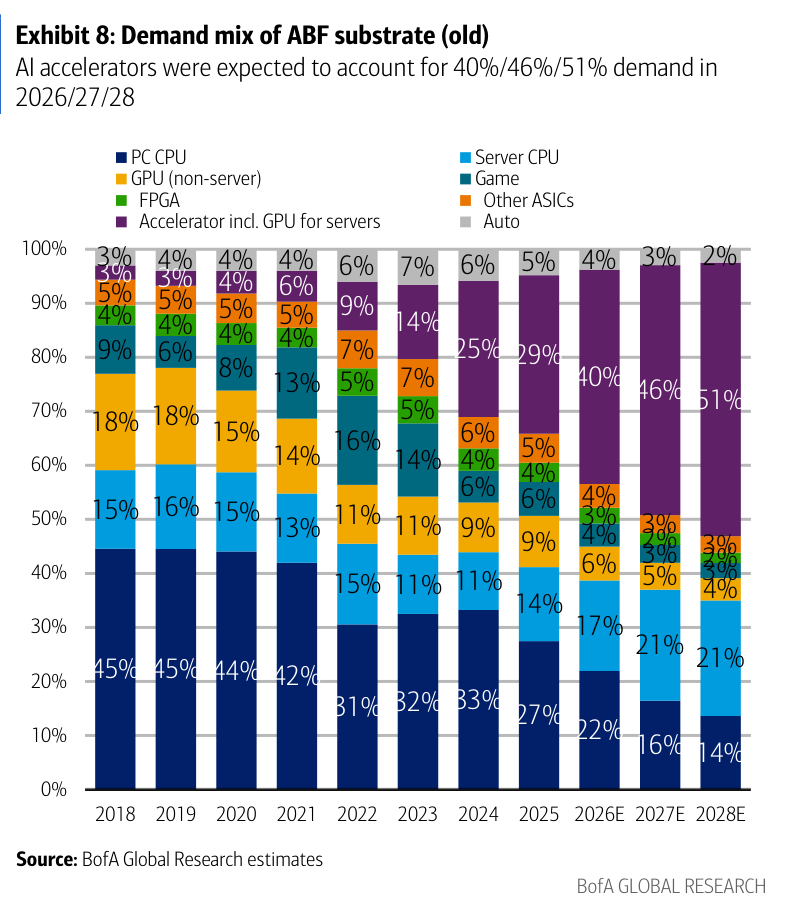 Exhibit 8: Demand mix of ABF substrate (old)
AI accelerators were expected to account for 40%/46%/51% demand in
2026/27/28
PC CPU
Server CPU
GPU (non-server)
Game
FPGA
Other ASICs
Accelerator incl. GPU for servers
Auto
100% 3% 4% 4% 4% 6% 7% 6% 5% 4% 3% 2%
3% 3% 4% 6% 9% 14% 25% 29% 40% 46% 51%
90% 5% 5% 5% 5% 7% 7% 6% 5% 4% 3% 3%
4% 4% 4% 4% 5% 5% 4% 4% 3% 2% 2%
80% 9% 6% 8% 13% 16% 14% 6% 6% 4% 3% 3%
70% 18% 18% 15% 14% 11% 11% 9% 9% 6% 5% 4%
60%
50% 15% 16% 15% 13% 15% 11% 11% 14% 17% 21% 21%
40%
30%
20% 45% 45% 44% 42% 31% 32% 33% 27% 22% 16% 14%
10%
0%
2018 2019 2020 2021 2022 2023 2024 2025 2026E 2027E 2028E
Source: BofA Global Research estimates
BofA GLOBAL RESEARCH